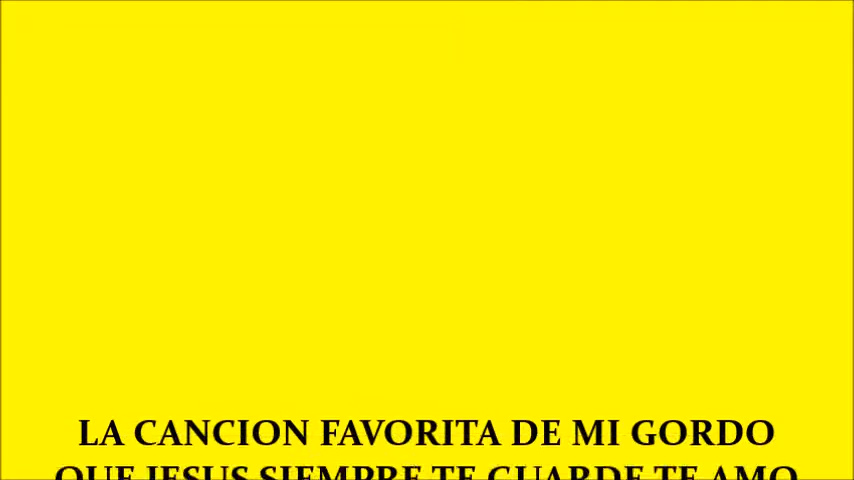 LA CANCION FAVORITA DE MI GORDO
QUE JESUS SIEMPRE TE GUARDE TE AMO